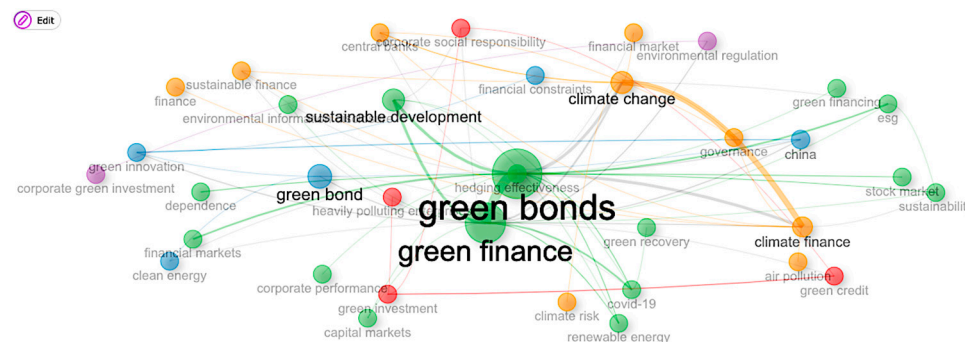 Edit
central banks
corporate social responsibility
financial market
environmental regulation
sustainable finance
finance
financial constraints
climate change
green financing
esg
environmental information
sustainable development
governance
china
green innovation
corporate green investment
green bond
hedging effectiveness
stock market
dependence
heavily polluting
sustainabilit
green bonds
green recovery
financial markets
green finance
climate finance
clean energy
air pollution
corporate performance
green credit
green investment
covid-19
climate risk
capital markets
renewable energy